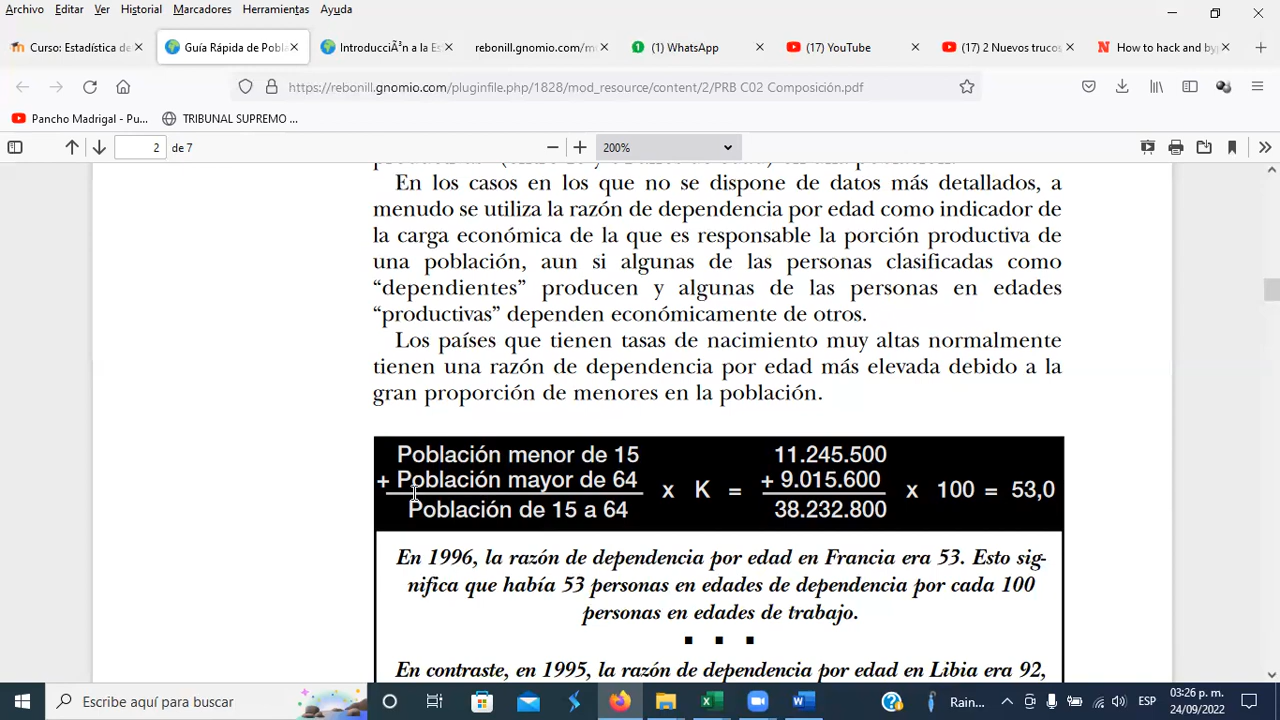 Archivo Editar Ver Historial Marcadores Herramientas Ayuda
Curso: Estadística de
Guía Rápida de Pobla
IntroducciÃ³n a la Es
rebonill.gnomio.com/m
(1) WhatsApp
(17) YouTube
(17) 2 Nuevos trucos
How to hack and byp
https://rebonill.gnomio.com/pluginfile.php/1828/mod_resource/content/2/PRB C02 Composición.pdf
Pancho Madrigal - Pu...
TRIBUNAL SUPREMO ...
2 de 7
200%
En los casos en los que no se dispone de datos más detallados, a
menudo se utiliza la razón de dependencia por edad como indicador de
la carga económica de la que es responsable la porción productiva de
una población, aun si algunas de las personas clasificadas como
“dependientes” producen y algunas de las personas en edades
“productivas” dependen económicamente de otros.
Los países que tienen tasas de nacimiento muy altas normalmente
tienen una razón de dependencia por edad más elevada debido a la
gran proporción de menores en la población.
Población menor de 15
+ Población mayor de 64
Población de 15 a 64
x K =
11.245.500
+ 9.015.600
38.232.800
x 100 = 53,0
En 1996, la razón de dependencia por edad en Francia era 53. Esto sig-
nifica que había 53 personas en edades de dependencia por cada 100
personas en edades de trabajo.
En contraste, en 1995, la razón de dependencia por edad en Libia era 92,
Escribe aquí para buscar
Rain...
ESP
03:26 p. m.
24/09/2022